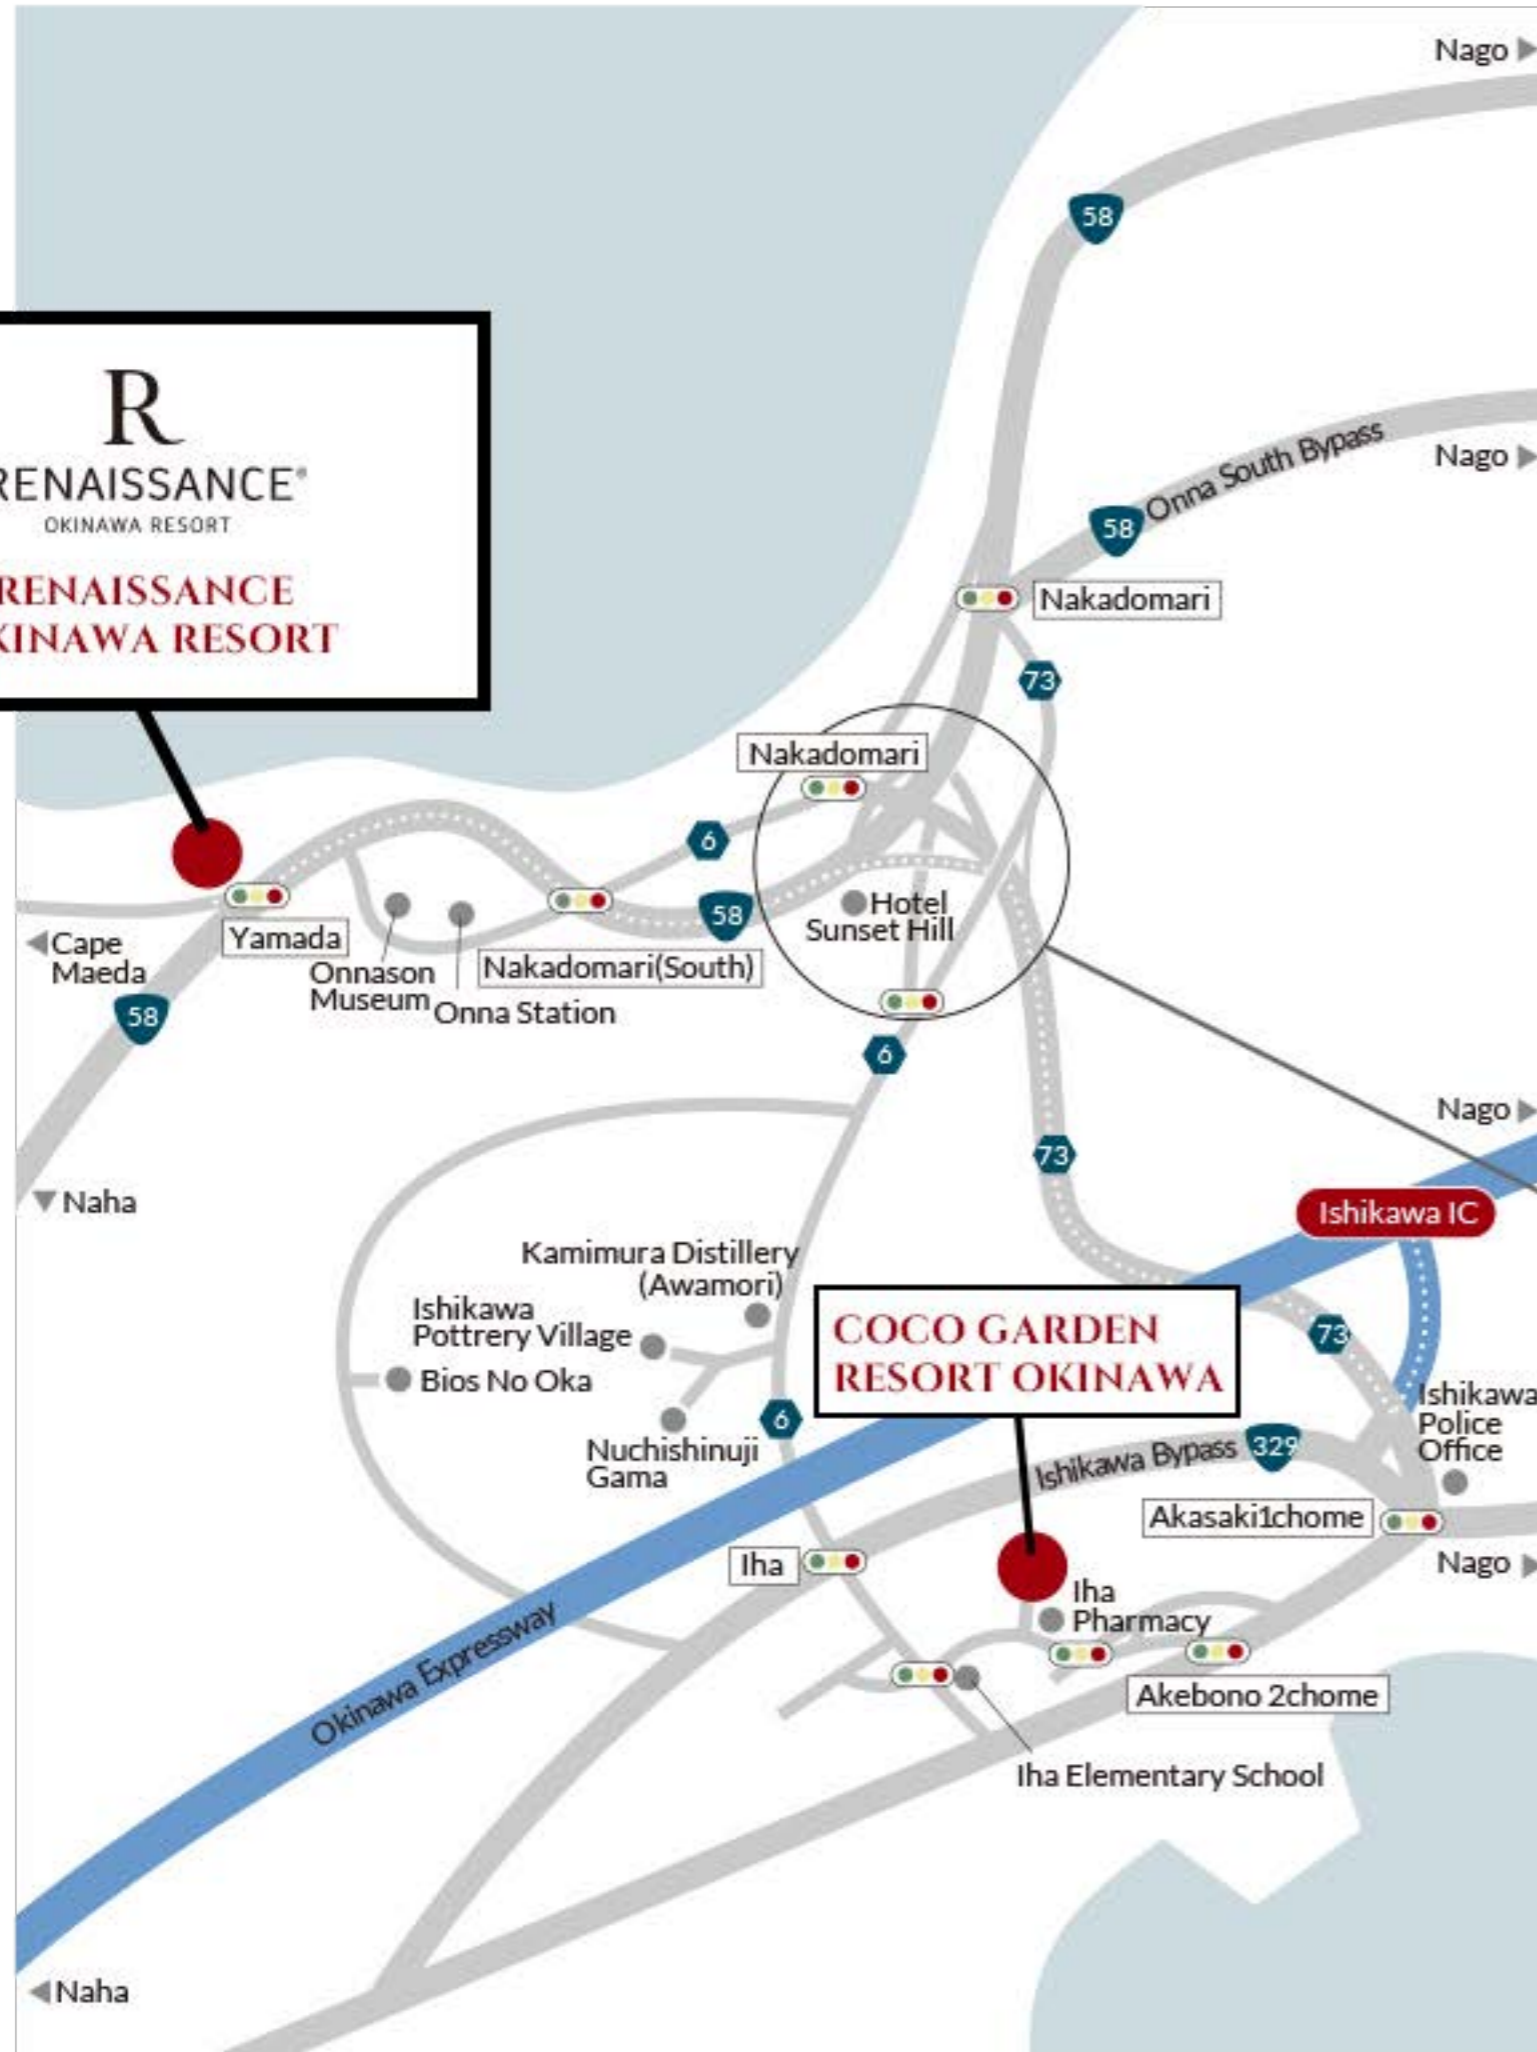 Nago
58
R
RENAISSANCE
OKINAWA RESORT
RENAISSANCE
KINAWA RESORT
Onna South Bypass
Nago
58
Nakadomari
73
Nakadomari
6
58
Hotel
Sunset Hill
Yamada
Cape
Maeda
Onnason
Museum
Nakadomari(South)
Onna Station
58
6
Nago
73
Naha
Ishikawa IC
Kamimura Distillery
(Awamori)
Ishikawa
Pottrery Village
COCO GARDEN
RESORT OKINAWA
73
Bios No Oka
6
Ishikawa
Police
Office
Nuchishinuji
Gama
Ishikawa Bypass
329
Akasaki1chome
Iha
Nago
Iha
Pharmacy
Okinawa Expressway
Akebono 2chome
Iha Elementary School
Naha